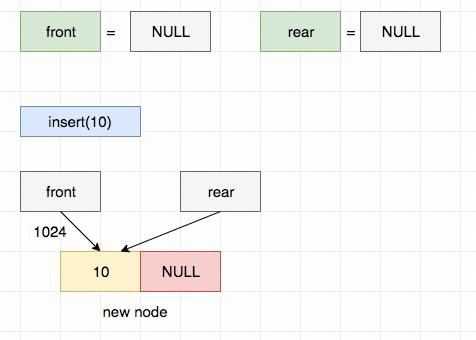 front = NULL rear = NULL
insert(10)
front rear
1024
10 NULL
new node